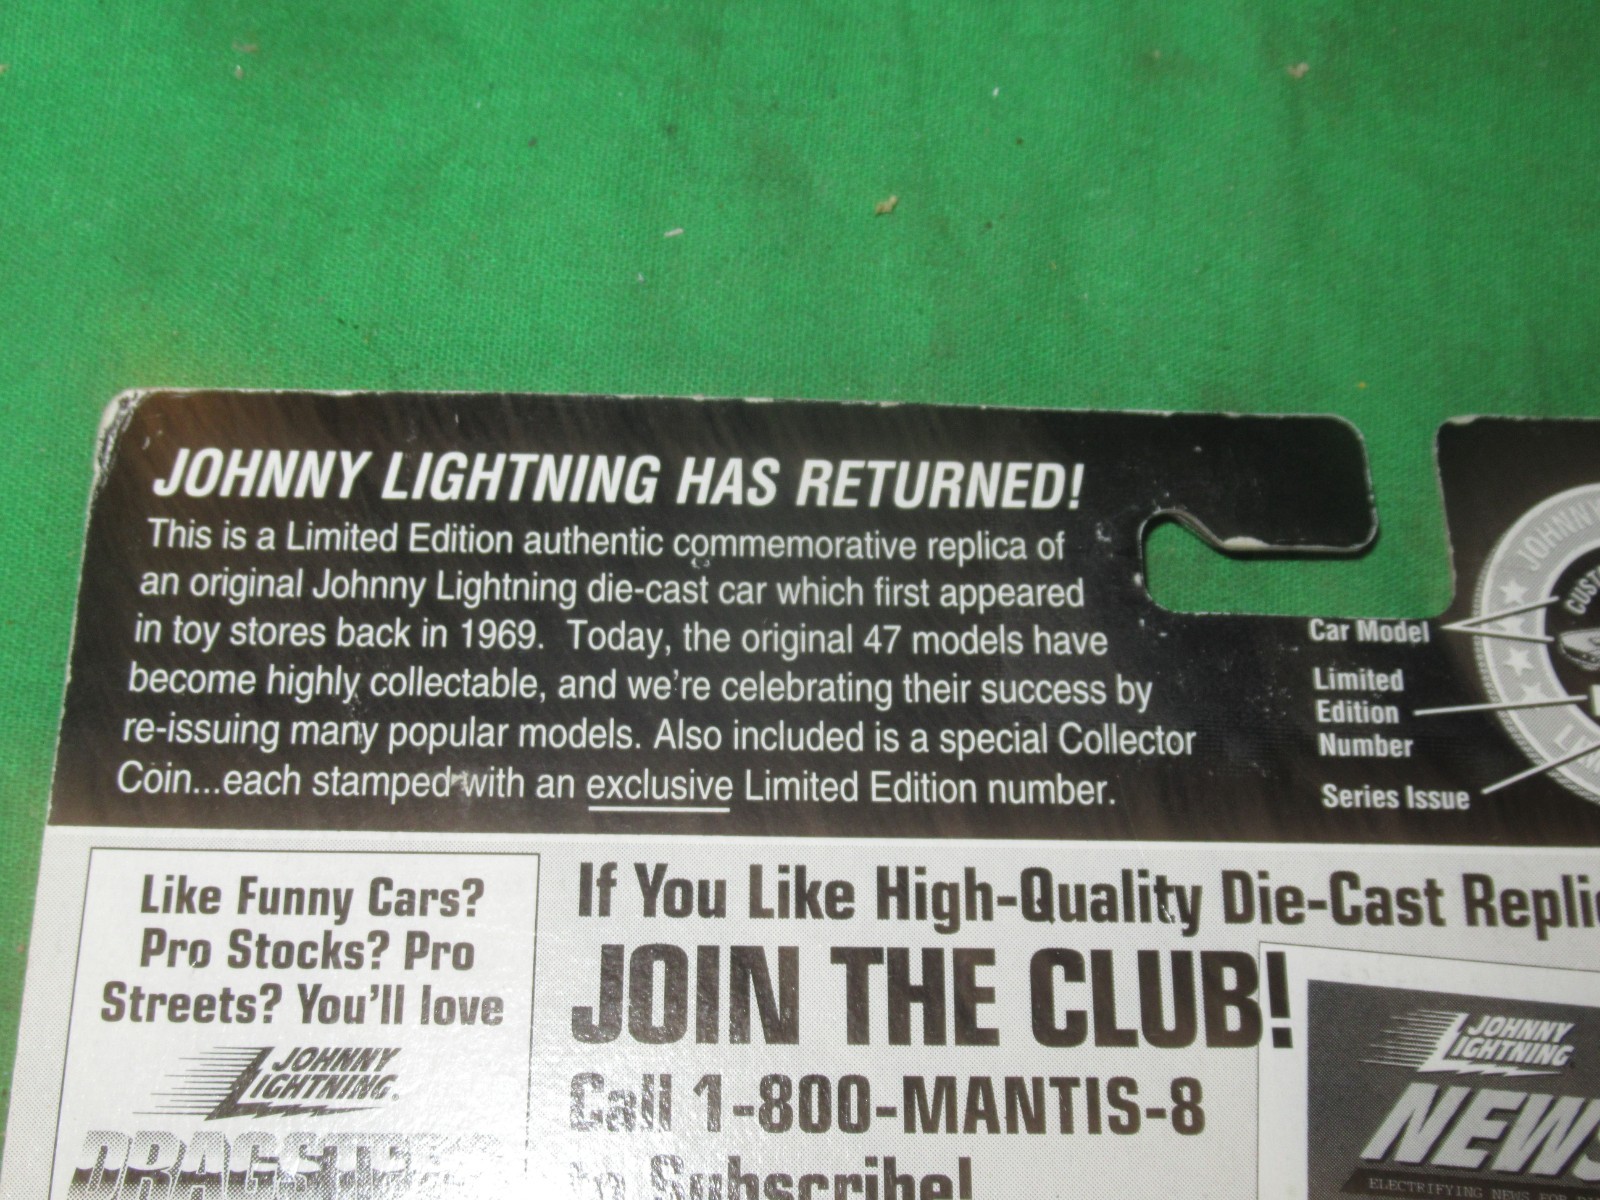 JOHNNY LIGHTNING HAS RETURNED!
This is a Limited Edition authentic commemorative replica of
an original Johnny Lightning die-cast car which first appeared
in toy stores back in 1969. Today, the original 47 models have
become highly collectable, and we're celebrating their success by
re-issuing many popular models. Also included is a special Collector
Coin...each stamped with an exclusive Limited Edition number.
JOHNNY
Car Model
Limited
Edition
Number
Series Issue
Like Funny Cars?
Pro Stocks? Pro
Streets? You'll love
JOHNNY
LIGHTNING.
If You Like High-Quality Die-Cast
JOIN THE CLUB!
Call 1-800-MANTIS-8
to Subscribe!
JOHNNY
LIGHTNING.
NEWS
ELECTRIFYING